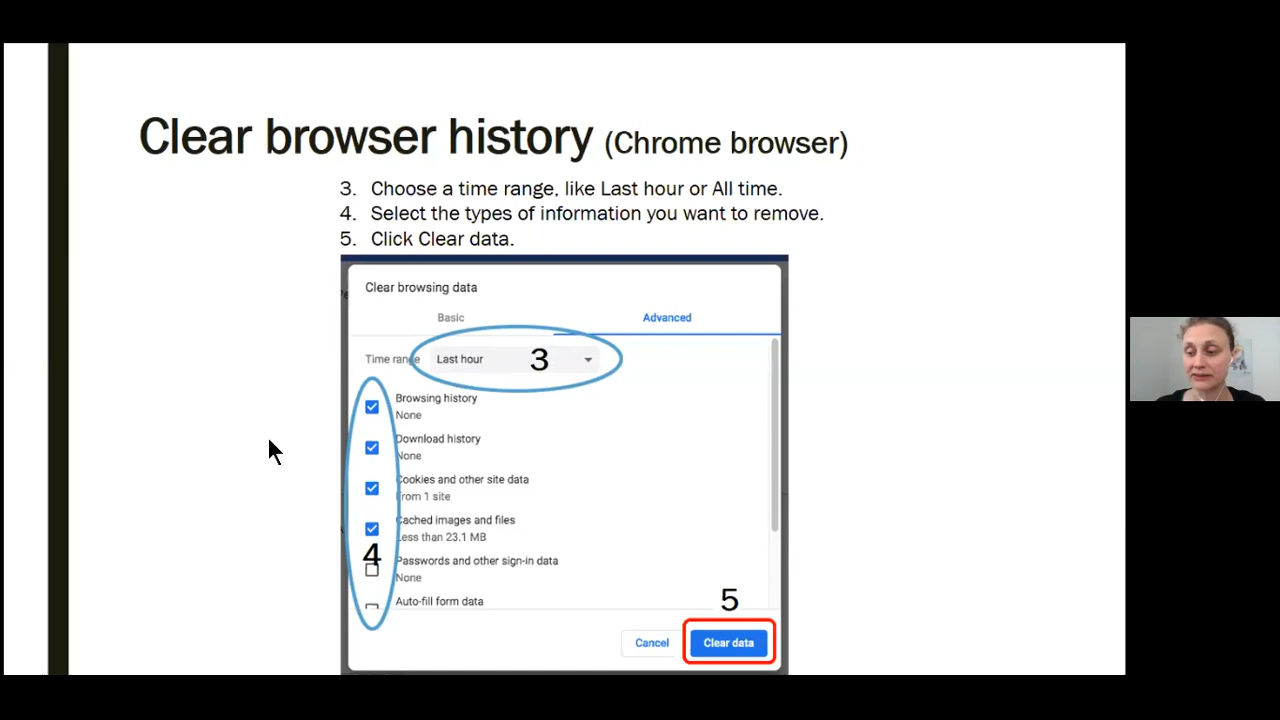 Clear browser history (Chrome browser)
3. Choose a time range, like Last hour or All time.
4. Select the types of information you want to remove.
5. Click Clear data.
Clear browsing data
Basic Advanced
Time range Last hour 3
Browsing history
None
Download history
None
Cookies and other site data
From 1 site
Cached images and files
Less than 23.1 MB
4
Passwords and other sign-in data
None
Auto-fill form data
5
Cancel Clear data